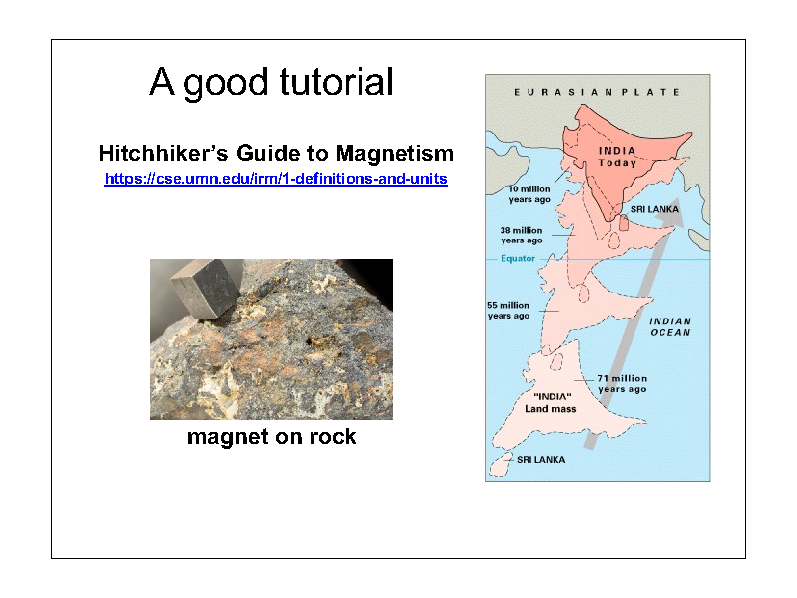 A good tutorial
Hitchhiker’s Guide to Magnetism
https://cse.umn.edu/irm/1-definitions-and-units
magnet on rock
EURASIAN PLATE
INDIA
Today
10 million
years ago
SRI LANKA
38 million
years ago
Equator
55 million
years ago
INDIAN
OCEAN
71 million
years ago
"INDIA"
Land mass
SRI LANKA